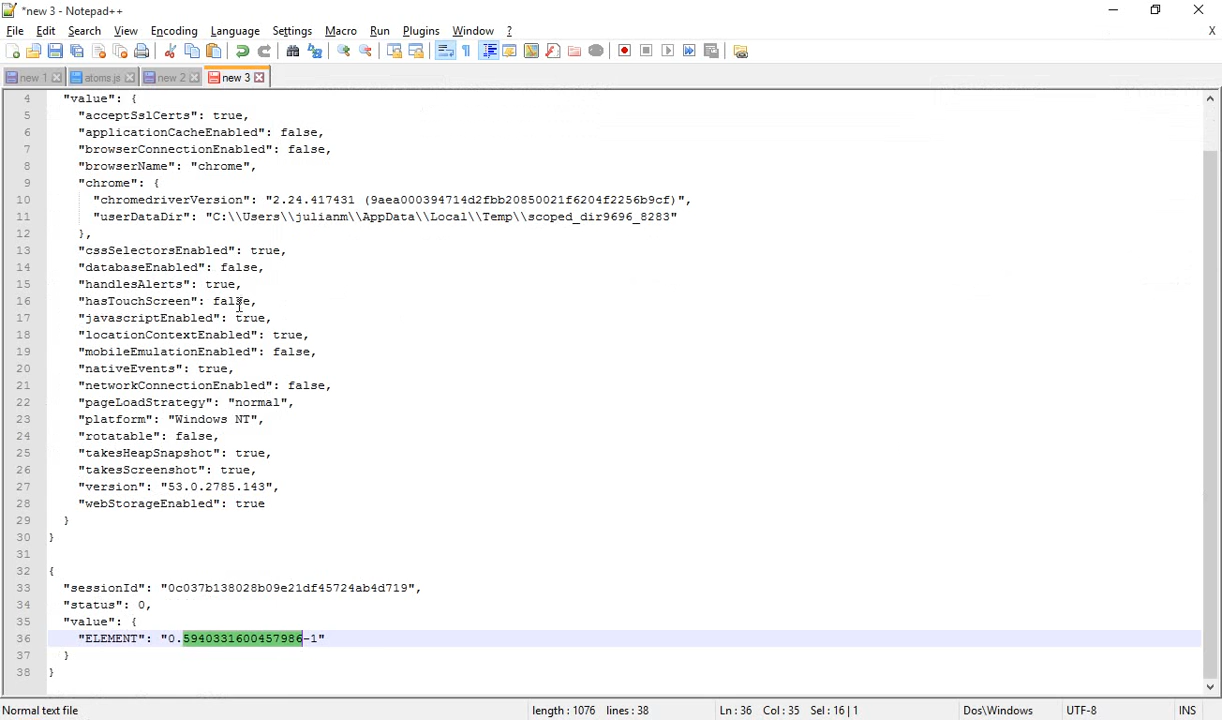 *new 3 - Notepad++
File Edit Search View Encoding Language Settings Macro Run Plugins Window ? X
new 1 atoms.js new 2 new 3
4 "value": {
5 "acceptSslCerts": true,
6 "applicationCacheEnabled": false,
7 "browserConnectionEnabled": false,
8 "browserName": "chrome",
9 "chrome": {
10 "chromedriverVersion": "2.24.417431 (9aea000394714d2fbb20850021f6204f2256b9cf)",
11 "userDataDir": "C:\\Users\\julianm\\AppData\\Local\\Temp\\scoped_dir9696_8283"
12 },
13 "cssSelectorsEnabled": true,
14 "databaseEnabled": false,
15 "handlesAlerts": true,
16 "hasTouchScreen": false,
17 "javascriptEnabled": true,
18 "locationContextEnabled": true,
19 "mobileEmulationEnabled": false,
20 "nativeEvents": true,
21 "networkConnectionEnabled": false,
22 "pageLoadStrategy": "normal",
23 "platform": "Windows NT",
24 "rotatable": false,
25 "takesHeapSnapshot": true,
26 "takesScreenshot": true,
27 "version": "53.0.2785.143",
28 "webStorageEnabled": true
29 }
30 }
31
32 {
33 "sessionId": "0c037b138028b09e21df45724ab4d719",
34 "status": 0,
35 "value": {
36 "ELEMENT": "0.5940331600457986-1"
37 }
38 }
Normal text file length : 1076 lines : 38 Ln : 36 Col : 35 Sel : 16 | 1 Dos\Windows UTF-8 INS